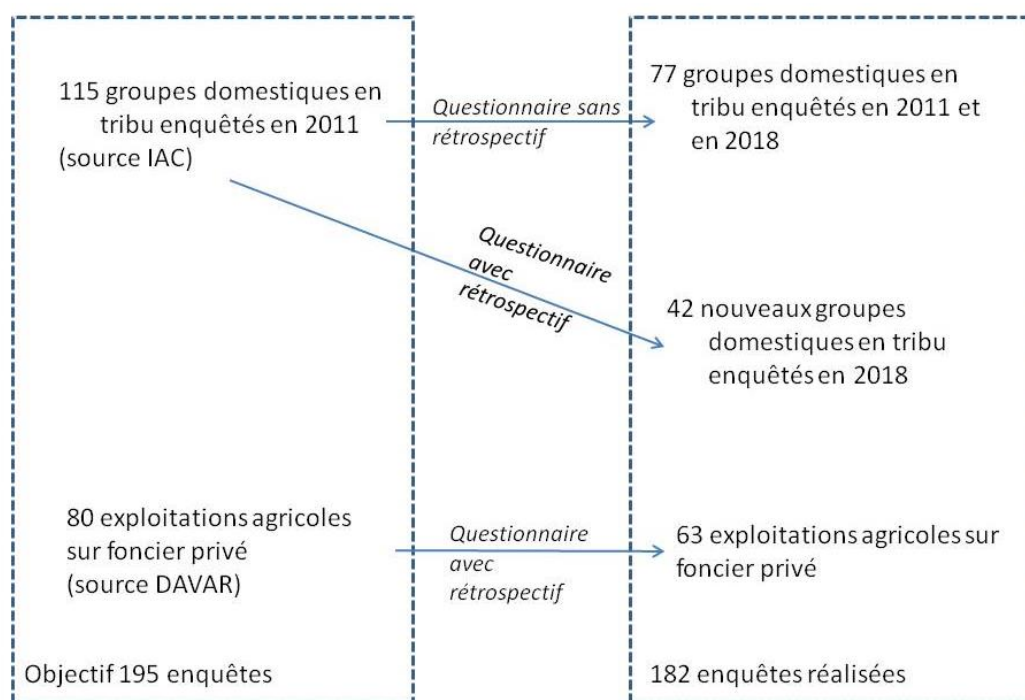 115 groupes domestiques en
tribu enquêtés en 2011
(source IAC)
Questionnaire sans
rétrospectif
77 groupes domestiques en
tribu enquêtés en 2011 et
en 2018
Questionnaire
avec
rétrospectif
42 nouveaux groupes
domestiques en tribu
enquêtés en 2018
80 exploitations agricoles
sur foncier privé
(source DAVAR)
Questionnaire
avec
rétrospectif
63 exploitations agricoles sur
foncier privé
Objectif 195 enquêtes
182 enquêtes réalisées